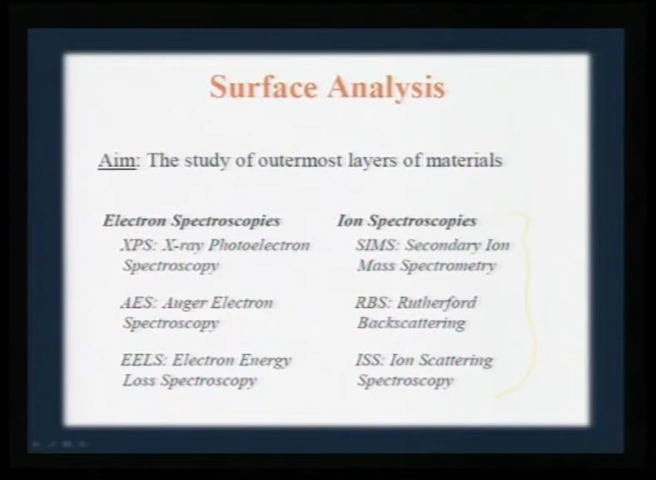 Surface Analysis
Aim: The study of outermost layers of materials
Electron Spectroscopies
XPS: X-ray Photoelectron
Spectroscopy
AES: Auger Electron
Spectroscopy
EELS: Electron Energy
Loss Spectroscopy
Ion Spectroscopies
SIMS: Secondary Ion
Mass Spectrometry
RBS: Rutherford
Backscattering
ISS: Ion Scattering
Spectroscopy